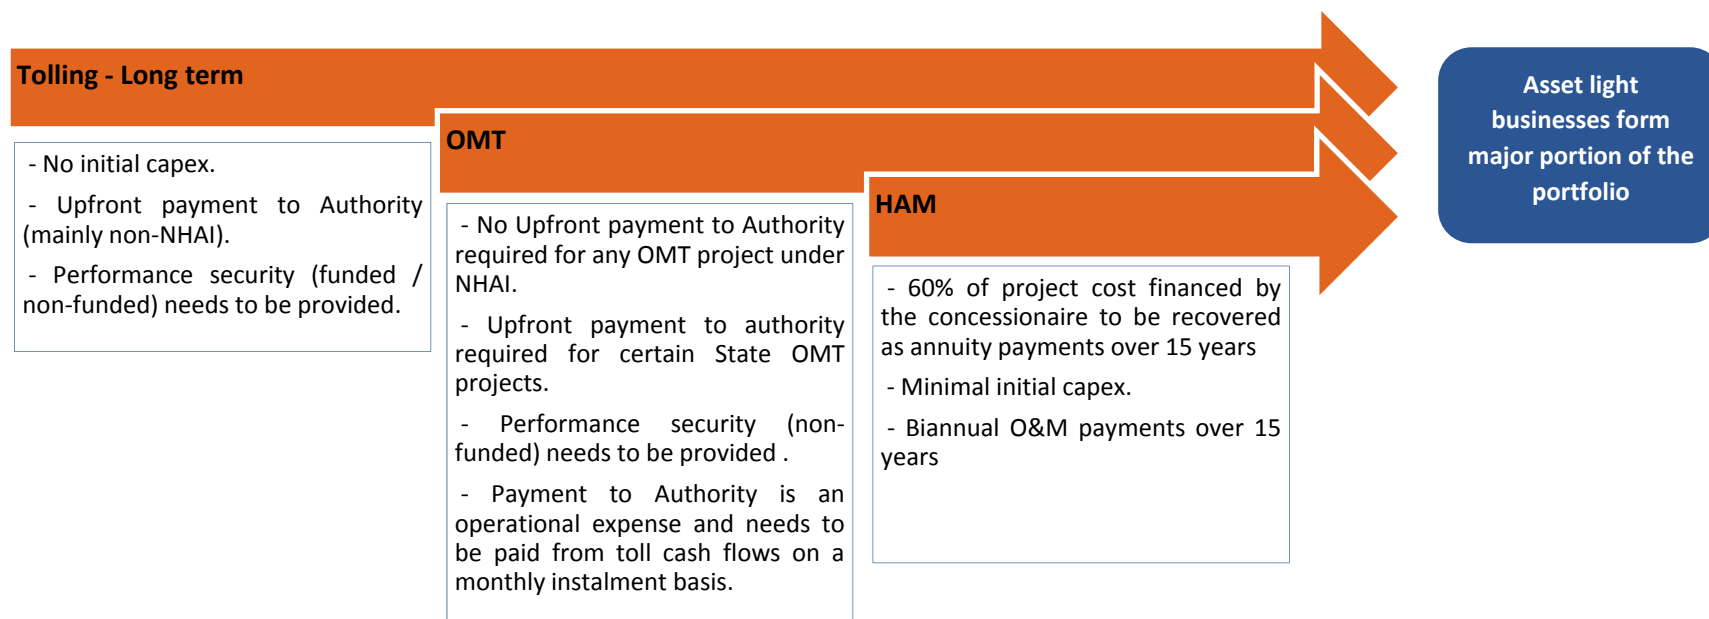 Tolling - Long term
- No initial capex.
- Upfront payment to Authority
(mainly non-NHAI).
- Performance security (funded /
non-funded) needs to be provided.
OMT
- No Upfront payment to Authority
required for any OMT project under
NHAI.
- Upfront payment to authority
required for certain State OMT
projects.
- Performance security (non-
funded) needs to be provided .
- Payment to Authority is an
operational expense and needs to
be paid from toll cash flows on a
monthly instalment basis.
HAM
- 60% of project cost financed by
the concessionaire to be recovered
as annuity payments over 15 years
- Minimal initial capex.
- Biannual O&M payments over 15
years
Asset light
businesses form
major portion of the
portfolio